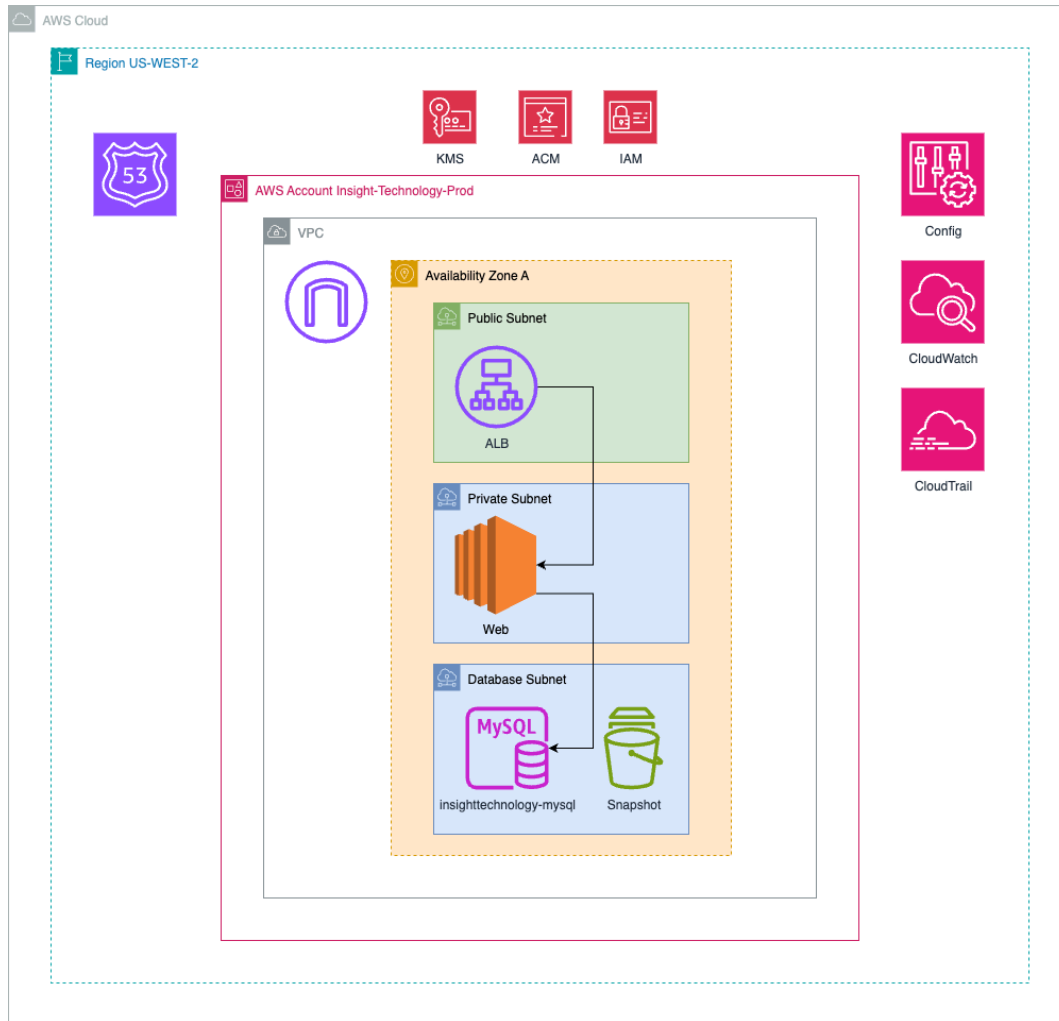 AWS Cloud
Region US-WEST-2
53
KMS
ACM
IAM
AWS Account Insight-Technology-Prod
Config
VPC
Availability Zone A
Public Subnet
CloudWatch
ALB
CloudTrail
Private Subnet
Web
Database Subnet
MySQL
insighttechnology-mysql
Snapshot